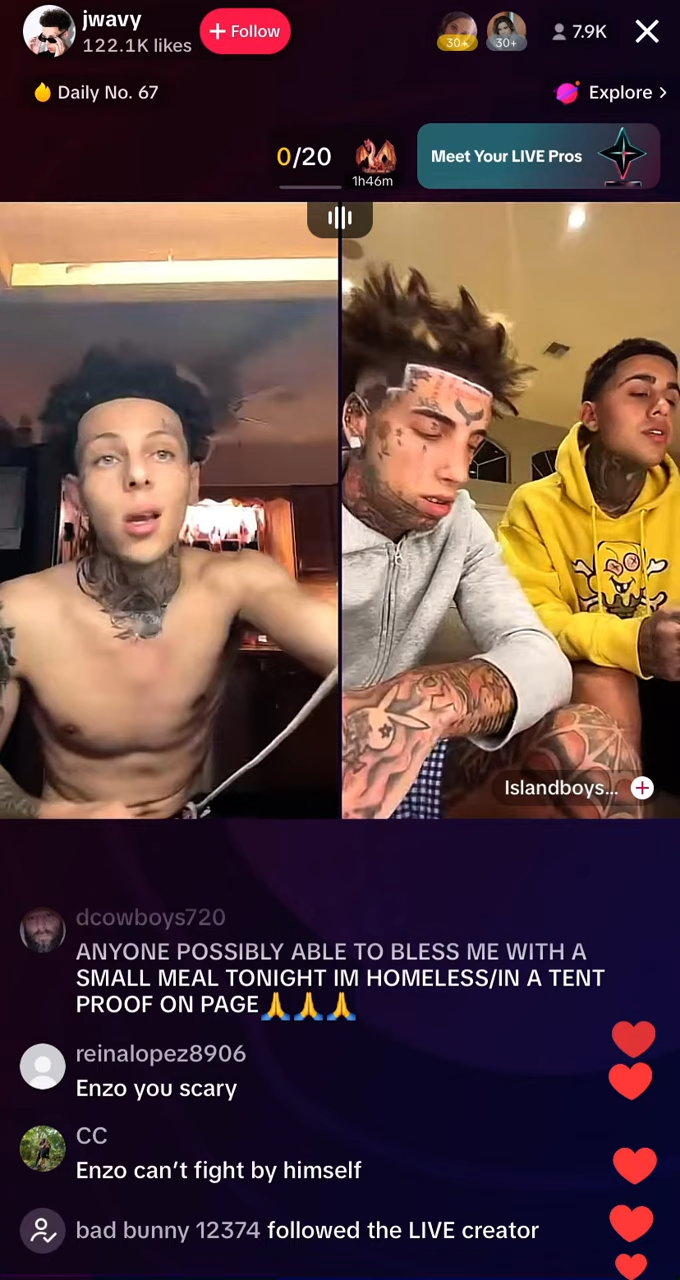 jwavy
122.1K likes
+ Follow
30+
30+
7.9K
Daily No. 67
Explore >
0/20
1h46m
Meet Your LIVE Pros
Islandboys...
dcowboys720
ANYONE POSSIBLY ABLE TO BLESS ME WITH A
SMALL MEAL TONIGHT IM HOMELESS/IN A TENT
PROOF ON PAGE🙏🙏🙏
reinalopez8906
Enzo you scary
CC
Enzo can’t fight by himself
bad bunny 12374 followed the LIVE creator